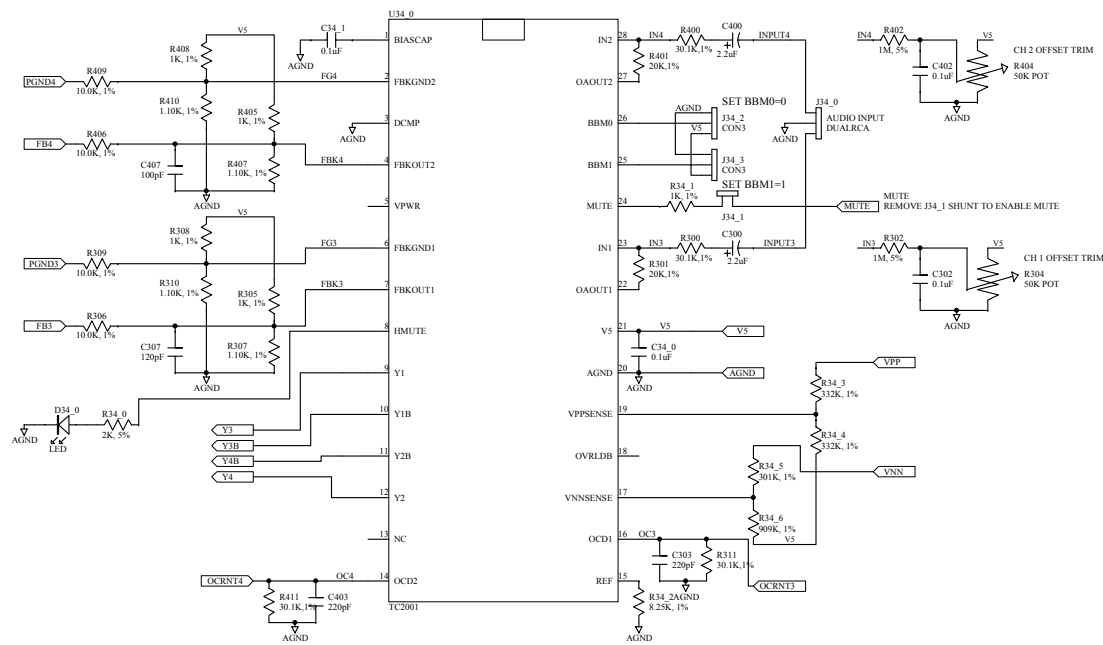 U34_0
C34_1
0.1uF
AGND
1 BIASCAP
V5
R408
1K, 1%
PGND4
R409
10.0K, 1%
FG4
2 FBKGND2
R410
1.10K, 1%
R405
1K, 1%
3 DCMP
AGND
FB4
R406
10.0K, 1%
C407
100pF
R407
1.10K, 1%
FBK4
4 FBKOUT2
AGND
5 VPWR
V5
R308
1K, 1%
PGND3
R309
10.0K, 1%
FG3
6 FBKGND1
R310
1.10K, 1%
R305
1K, 1%
FBK3
7 FBKOUT1
FB3
R306
10.0K, 1%
C307
120pF
R307
1.10K, 1%
AGND
8 HMUTE
9 Y1
D34_0
LED
AGND
R34_0
2K, 5%
10 Y1B
Y3
Y3B
Y4B
Y4
11 Y2B
12 Y2
13 NC
OCRNT4
OC4
14 OCD2
R411
30.1K,1%
C403
220pF
AGND
TC2001
IN2 28
IN4
R400
30.1K,1%
C400
+
2.2uF
INPUT4
R401
20K,1%
OAOUT2 27
BBM0 26
AGND
V5
SET BBM0=0
J34_2
CON3
J34_0
AUDIO INPUT
DUALRCA
AGND
BBM1 25
J34_3
CON3
SET BBM1=1
MUTE 24
R34_1
1K, 1%
J34_1
MUTE
MUTE
REMOVE J34_1 SHUNT TO ENABLE MUTE
IN1 23
IN3
R300
30.1K,1%
C300
+
2.2uF
INPUT3
R301
20K,1%
OAOUT1 22
V5 21
V5
V5
C34_0
0.1uF
AGND 20
AGND
AGND
VPPSENSE 19
VPP
R34_3
332K, 1%
R34_4
332K, 1%
OVRLDB 18
R34_5
301K, 1%
VNN
VNNSENSE 17
R34_6
909K, 1%
V5
OCD1 16
OC3
C303
220pF
R311
30.1K,1%
AGND
OCRNT3
REF 15
R34_2
8.25K, 1%
AGND
IN4
R402
1M, 5%
V5
C402
0.1uF
CH 2 OFFSET TRIM
R404
50K POT
AGND
IN3
R302
1M, 5%
V5
C302
0.1uF
CH 1 OFFSET TRIM
R304
50K POT
AGND